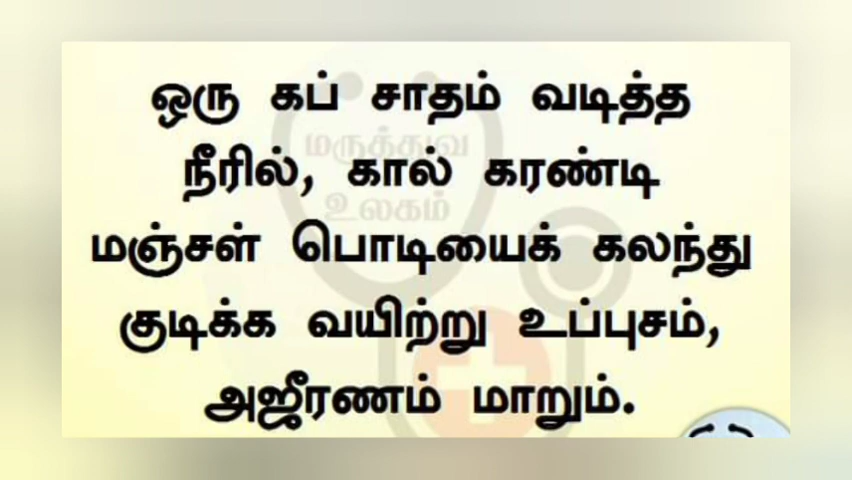 ஒரு கப் சாதம் வடித்த
மருத்துவ
நீரில், கால் கரண்டி
உலகம்
மஞ்சள் பொடியைக் கலந்து
குடிக்க வயிற்று உப்புசம்,
அஜீரணம் மாறும்.